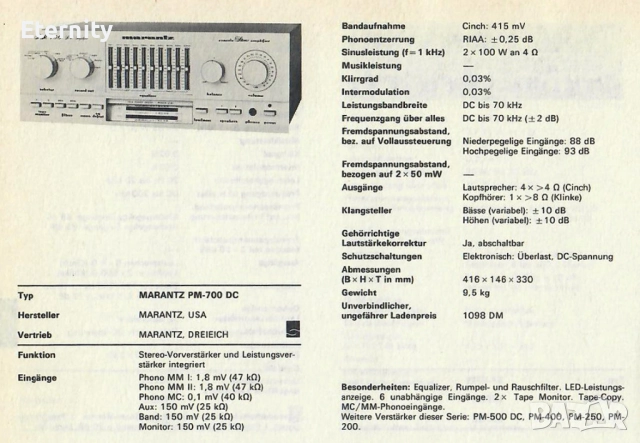 Eternity
marantz
Typ MARANTZ PM-700 DC
Hersteller MARANTZ, USA
Vertrieb MARANTZ, DREIEICH
Funktion Stereo-Vorverstärker und Leistungsver-
stärker integriert
Eingänge Phono MM I: 1,8 mV (47 kΩ)
Phono MM II: 1,8 mV (47 kΩ)
Phono MC: 0,1 mV (40 kΩ)
Aux: 150 mV (25 kΩ)
Band: 150 mV (25 kΩ)
Monitor: 150 mV (25 kΩ)
Bandaufnahme Cinch: 415 mV
Phonoentzerrung RIAA: ±0,25 dB
Sinusleistung (f=1 kHz) 2×100 W an 4 Ω
Musikleistung —
Klirrgrad 0,03%
Intermodulation 0,03%
Leistungsbandbreite DC bis 70 kHz
Frequenzgang über alles DC bis 70 kHz (±2 dB)
Fremdspannungsabstand,
bez. auf Vollaussteuerung Niederpegelige Eingänge: 88 dB
Hochpegelige Eingänge: 93 dB
Fremdspannungsabstand,
bezogen auf 2×50 mW —
Ausgänge Lautsprecher: 4×>4 Ω (Cinch)
Kopfhörer: 1×>8 Ω (Klinke)
Klangsteller Bässe (variabel): ±10 dB
Höhen (variabel): ±10 dB
Gehörrichtige
Lautstärkekorrektur Ja, abschaltbar
Schutzschaltungen Elektronisch: Überlast, DC-Spannung
Abmessungen
(B×H×T in mm) 416×146×330
Gewicht 9,5 kg
Unverbindlicher,
ungefährer Ladenpreis 1098 DM
Besonderheiten: Equalizer, Rumpel- und Rauschfilter. LED-Leistungs-
anzeige. 6 unabhängige Eingänge. 2× Tape Monitor. Tape-Copy.
MC/MM-Phonoeingänge.
Weitere Verstärker dieser Serie: PM-500 DC, PM-400, PM-250, PM-
200.